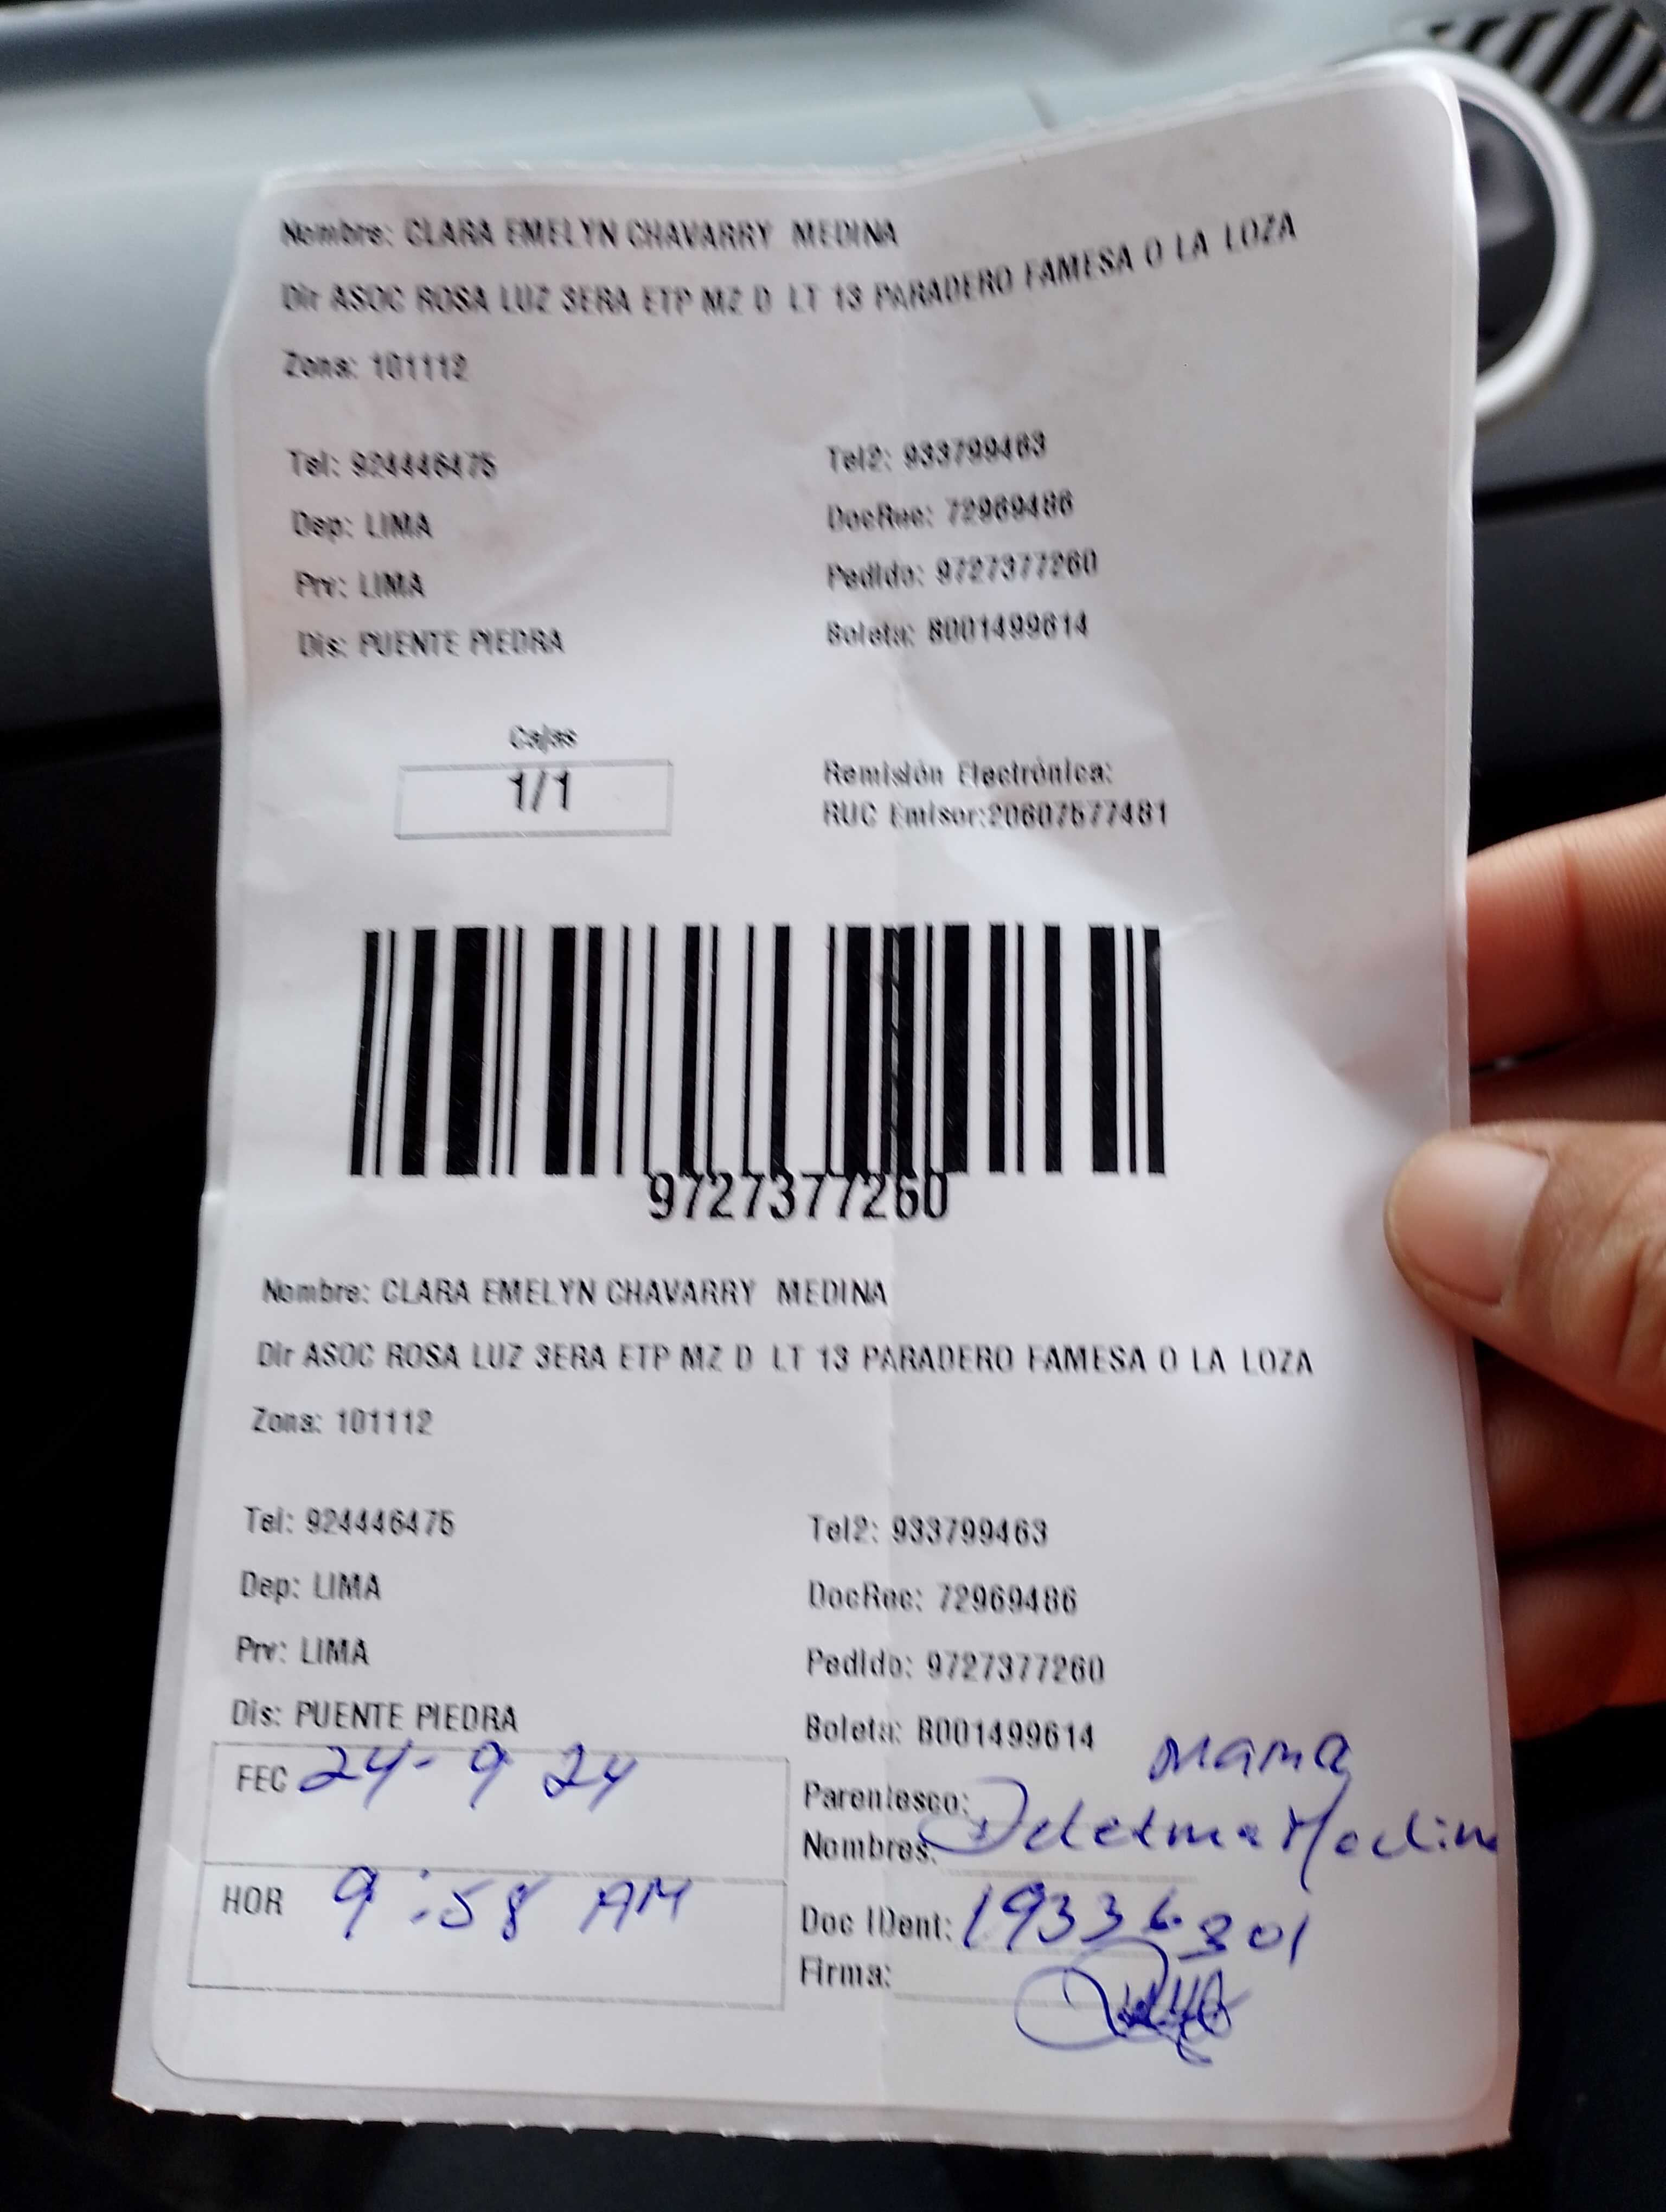 Nombre: CLARA EMELYN CHAVARRY MEDINA
Dir ASOC ROSA LUZ 3ERA ETP MZ D LT 13 PARADERO FAMESA O LA LOZA
Zona: 101112
Tel: 924446475 Tel2: 933799463
Dep: LIMA DocRec: 72969486
Prv: LIMA Pedido: 9727377260
Dis: PUENTE PIEDRA Boleta: B001499614
Cajas
1/1
Remisión Electrónica:
RUC Emisor:20607577481
9727377260
Nombre: CLARA EMELYN CHAVARRY MEDINA
Dir ASOC ROSA LUZ 3ERA ETP MZ D LT 13 PARADERO FAMESA O LA LOZA
Zona: 101112
Tel: 924446475 Tel2: 933799463
Dep: LIMA DocRec: 72969486
Prv: LIMA Pedido: 9727377260
Dis: PUENTE PIEDRA Boleta: B001499614
FEC 24-9 24 Parentesco: mama
Nombres: Medina
HOR 9:58 AM Doc IDent: 19336801
Firma: